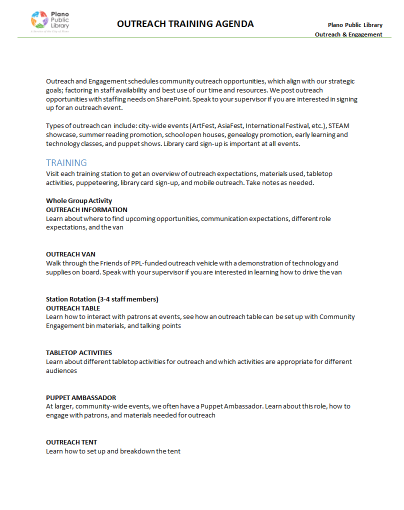 Plano
Public
Library
OUTREACH TRAINING AGENDA
Plano Public Library
Outreach & Engagement
Outreach and Engagement schedules community outreach opportunities, which align with our strategic
goals; factoring in staff availability and best use of our time and resources. We post outreach
opportunities with staffing needs on SharePoint. Speak to your supervisor if you are interested in signing
up for an outreach event.
Types of outreach can include: city-wide events (ArtFest, AsiaFest, International Festival, etc.), STEAM
showcase, summer reading promotion, school open houses, genealogy promotion, early learning and
technology classes, and puppet shows. Library card sign-up is important at all events.
TRAINING
Visit each training station to get an overview of outreach expectations, materials used, tabletop
activities, puppeteering, library card sign-up, and mobile outreach. Take notes as needed.
Whole Group Activity
OUTREACH INFORMATION
Learn about where to find upcoming opportunities, communication expectations, different role
expectations, and the van
OUTREACH VAN
Walk through the Friends of PPL-funded outreach vehicle with a demonstration of technology and
supplies on board. Speak with your supervisor if you are interested in learning how to drive the van
Station Rotation (3-4 staff members)
OUTREACH TABLE
Learn how to interact with patrons at events, see how an outreach table can be set up with Community
Engagement bin materials, and talking points
TABLETOP ACTIVITIES
Learn about different tabletop activities for outreach and which activities are appropriate for different
audiences
PUPPET AMBASSADOR
At larger, community-wide events, we often have a Puppet Ambassador. Learn about this role, how to
engage with patrons, and materials needed for outreach
OUTREACH TENT
Learn how to set up and breakdown the tent